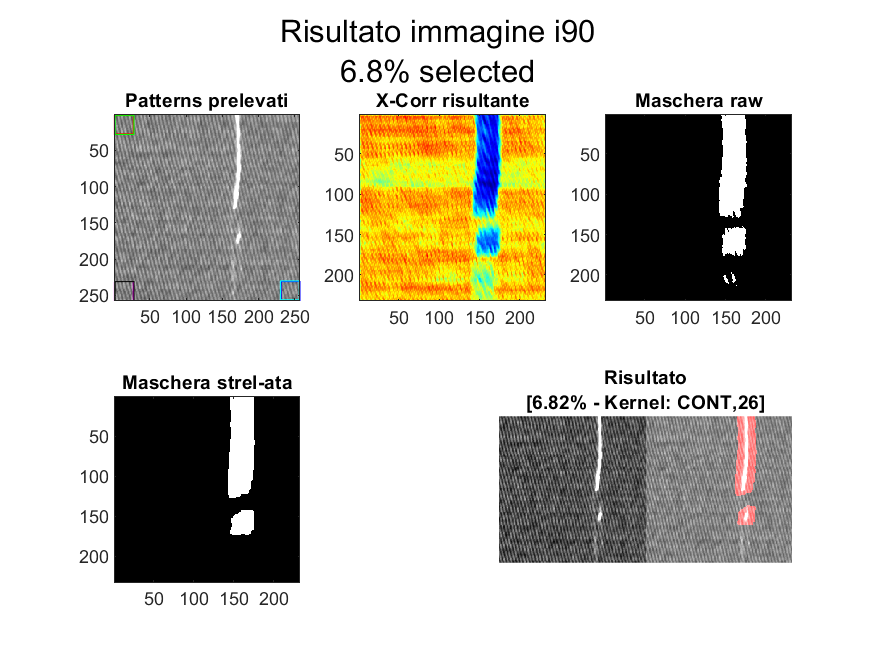 Risultato immagine i90
6.8% selected
Patterns prelevati
50
100
150
200
250
50 100 150 200 250
X-Corr risultante
50
100
150
200
50 100 150 200
Maschera raw
50
100
150
200
50 100 150 200
Maschera strel-ata
50
100
150
200
50 100 150 200
Risultato
[6.82% - Kernel: CONT,26]